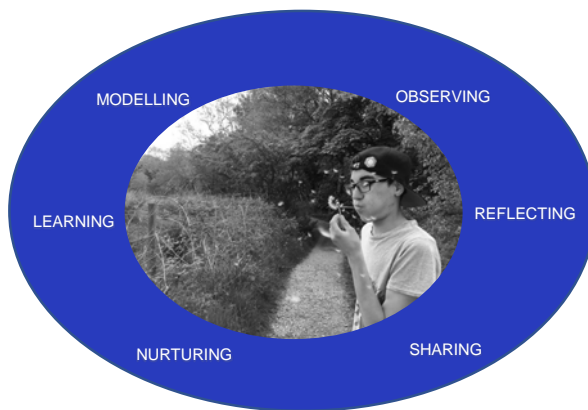 MODELLING
OBSERVING
LEARNING
REFLECTING
NURTURING
SHARING